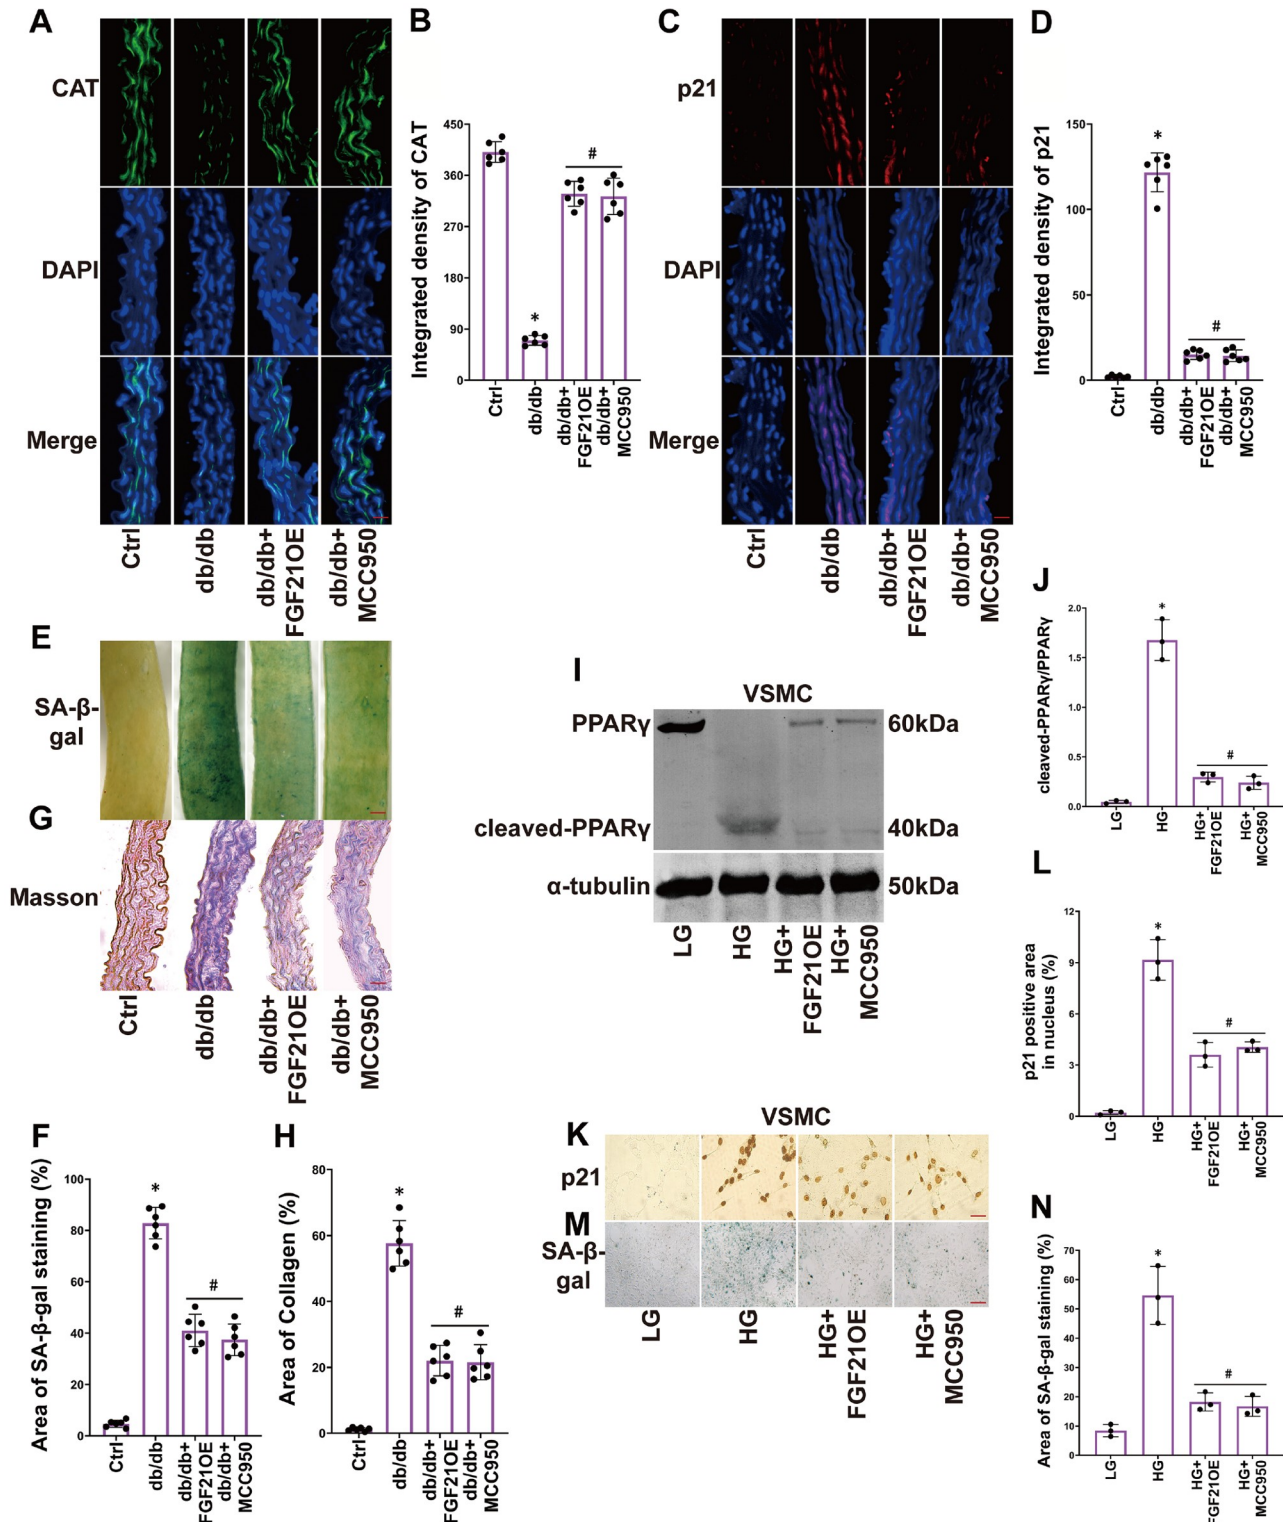 A
CAT
DAPI
Merge
Ctrl
db/db
db/db+
FGF21OE
db/db+
MCC950
B
Integrated density of CAT
450
360
270
180
90
0
*
#
Ctrl
db/db
db/db+
FGF21OE
db/db+
MCC950
C
p21
DAPI
Merge
Ctrl
db/db
db/db+
FGF21OE
db/db+
MCC950
D
Integrated density of p21
150
100
50
0
*
#
Ctrl
db/db
db/db+
FGF21OE
db/db+
MCC950
E
SA-β-
gal
G
Masson
Ctrl
db/db
db/db+
FGF21OE
db/db+
MCC950
I
VSMC
PPARγ
60kDa
cleaved-PPARγ
40kDa
α-tubulin
50kDa
LG
HG
HG+
FGF21OE
HG+
MCC950
J
cleaved-PPARγ/PPARγ
2.0
1.5
1.0
0.5
0.0
*
#
LG
HG
HG+
FGF21OE
HG+
MCC950
L
p21 positive area
in nucleus (%)
12
9
6
3
0
*
#
LG
HG
HG+
FGF21OE
HG+
MCC950
F
Area of SA-β-gal staining (%)
100
80
60
40
20
0
*
#
Ctrl
db/db
db/db+
FGF21OE
db/db+
MCC950
H
Area of Collagen (%)
80
60
40
20
0
*
#
Ctrl
db/db
db/db+
FGF21OE
db/db+
MCC950
VSMC
K
p21
M
SA-β-
gal
LG
HG
HG+
FGF21OE
HG+
MCC950
N
Area of SA-β-gal staining (%)
70
60
50
40
30
20
10
0
*
#
LG
HG
HG+
FGF21OE
HG+
MCC950